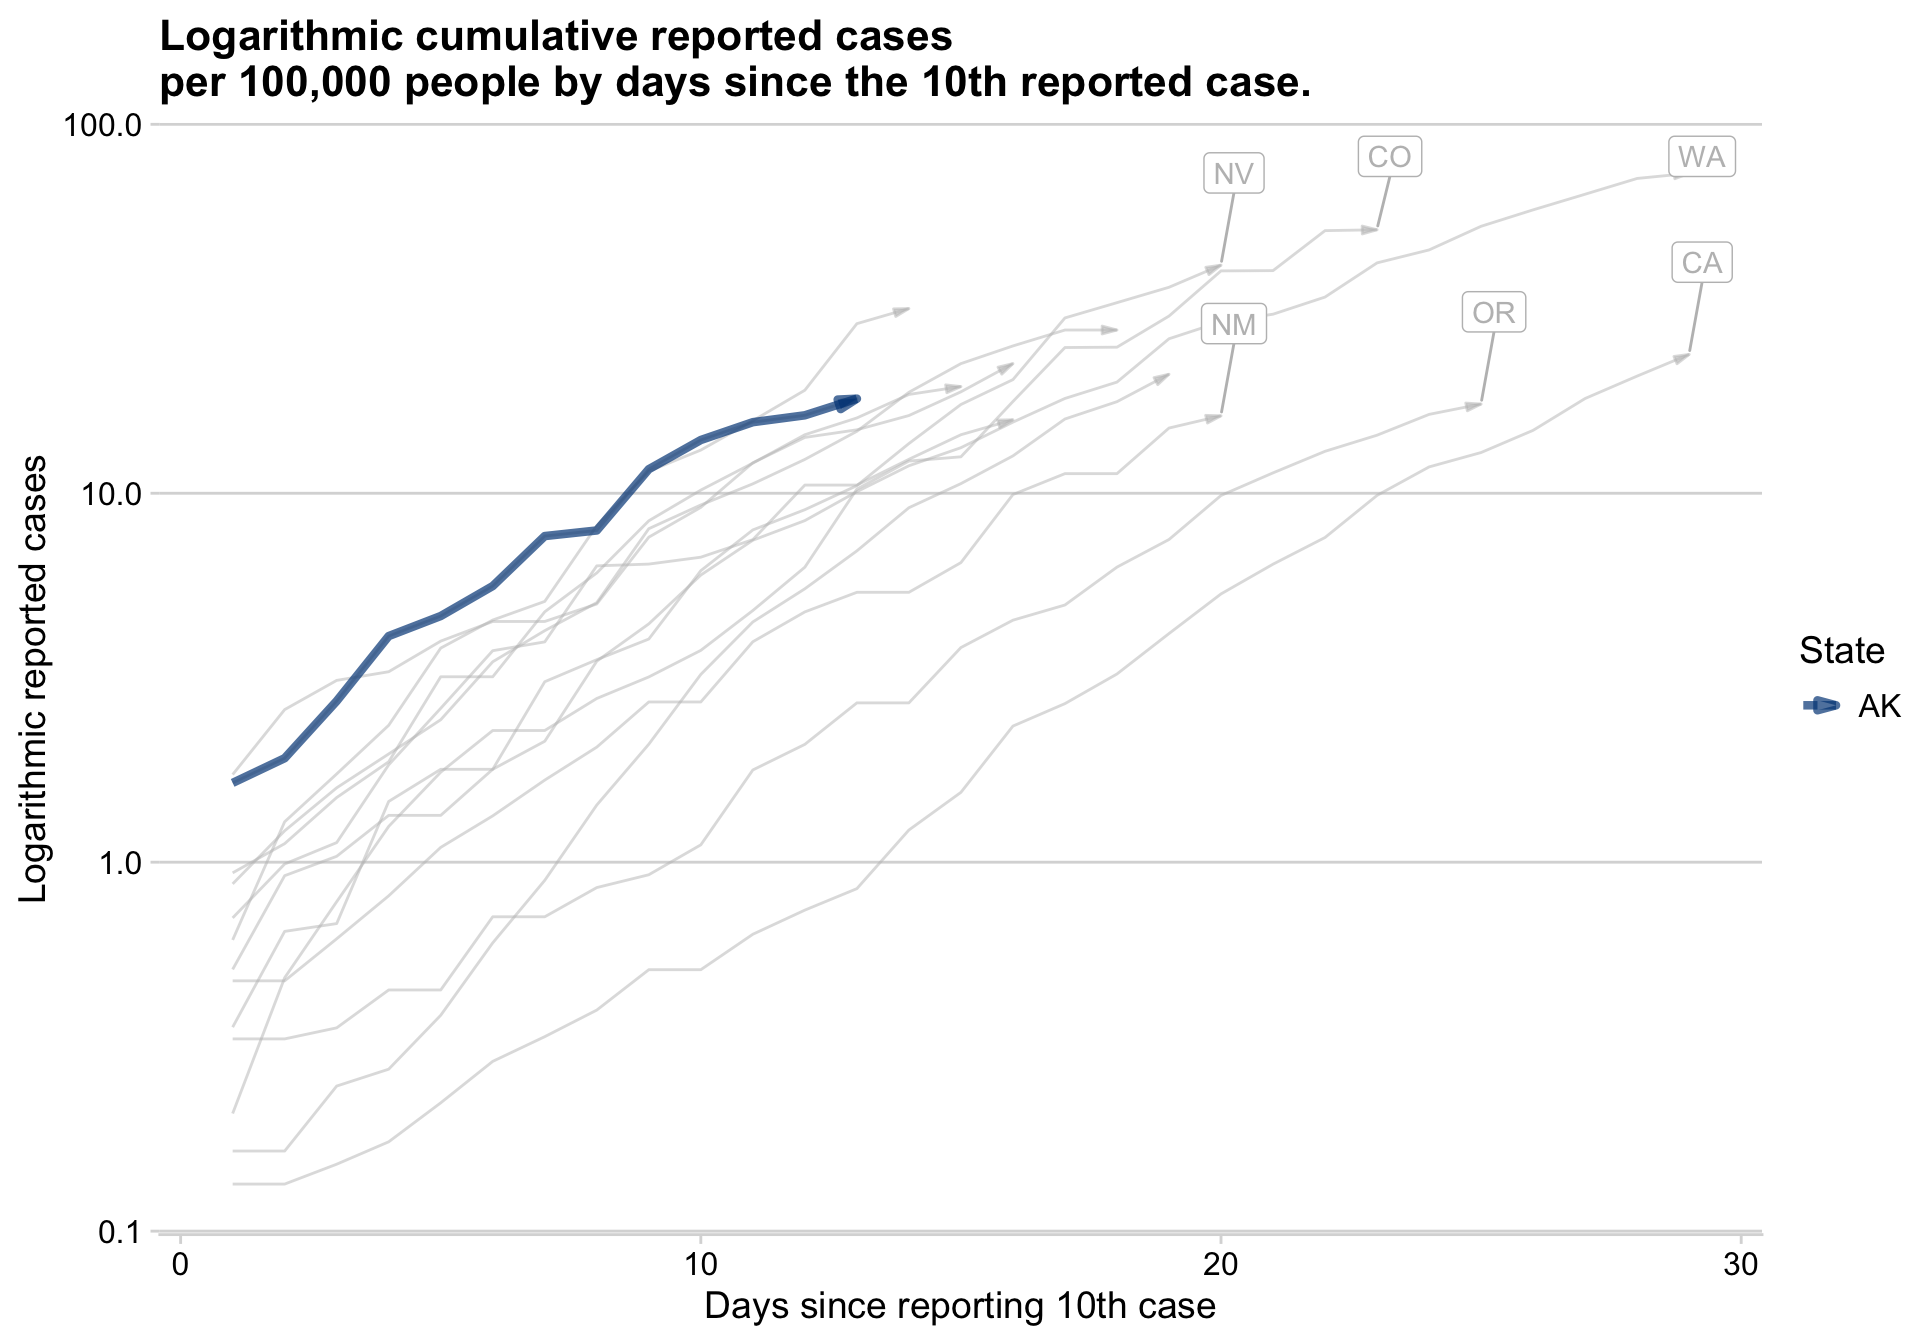 Logarithmic cumulative reported cases
per 100,000 people by days since the 10th reported case.
100.0
10.0
1.0
0.1
Logarithmic reported cases
NV
CO
WA
CA
OR
NM
State
AK
0
10
20
30
Days since reporting 10th case